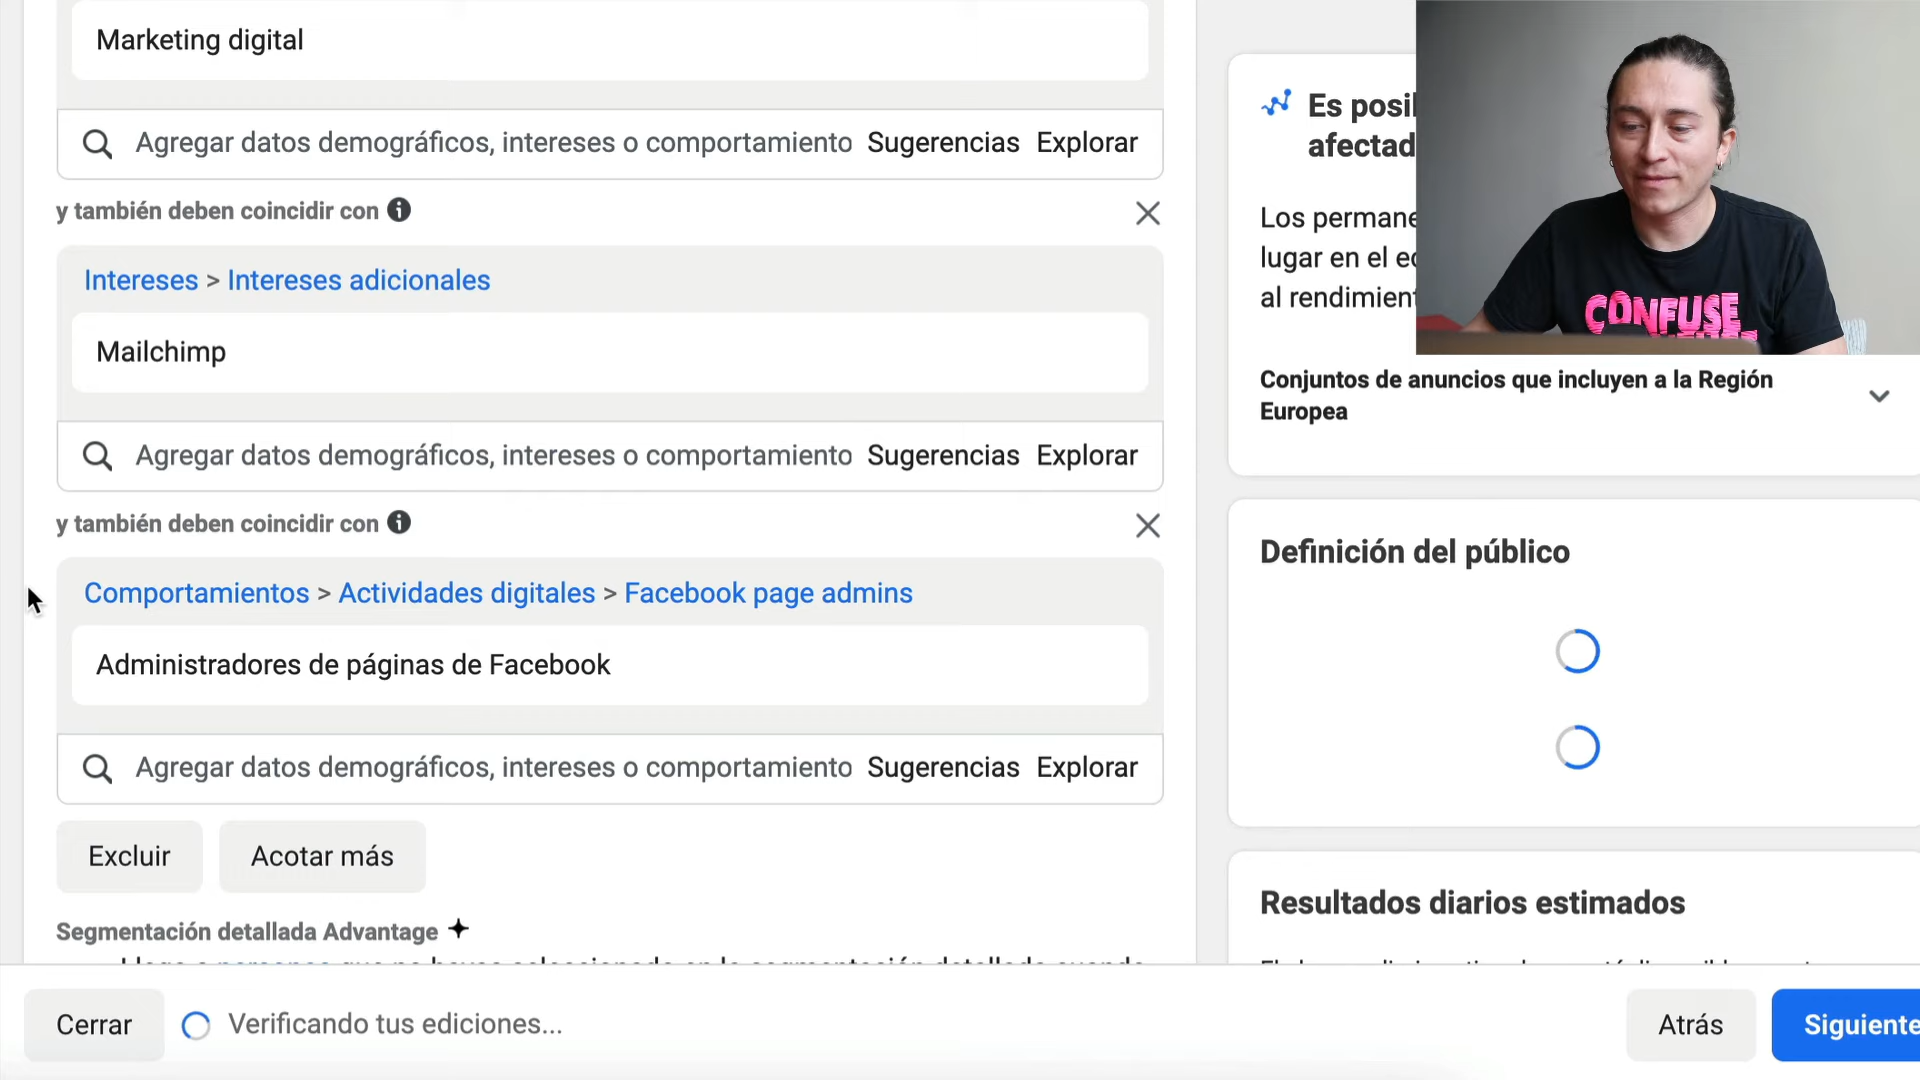 Marketing digital
Agregar datos demográficos, intereses o comportamiento Sugerencias Explorar
y también deben coincidir con
Intereses > Intereses adicionales
Mailchimp
Agregar datos demográficos, intereses o comportamiento Sugerencias Explorar
y también deben coincidir con
Comportamientos > Actividades digitales > Facebook page admins
Administradores de páginas de Facebook
Agregar datos demográficos, intereses o comportamiento Sugerencias Explorar
Excluir Acotar más
Segmentación detallada Advantage
Cerrar Verificando tus ediciones...
Es posil
afectad
Los permane
lugar en el
al rendimient
CONFUSE
Conjuntos de anuncios que incluyen a la Región
Europea
Definición del público
Resultados diarios estimados
Atrás Siguiente